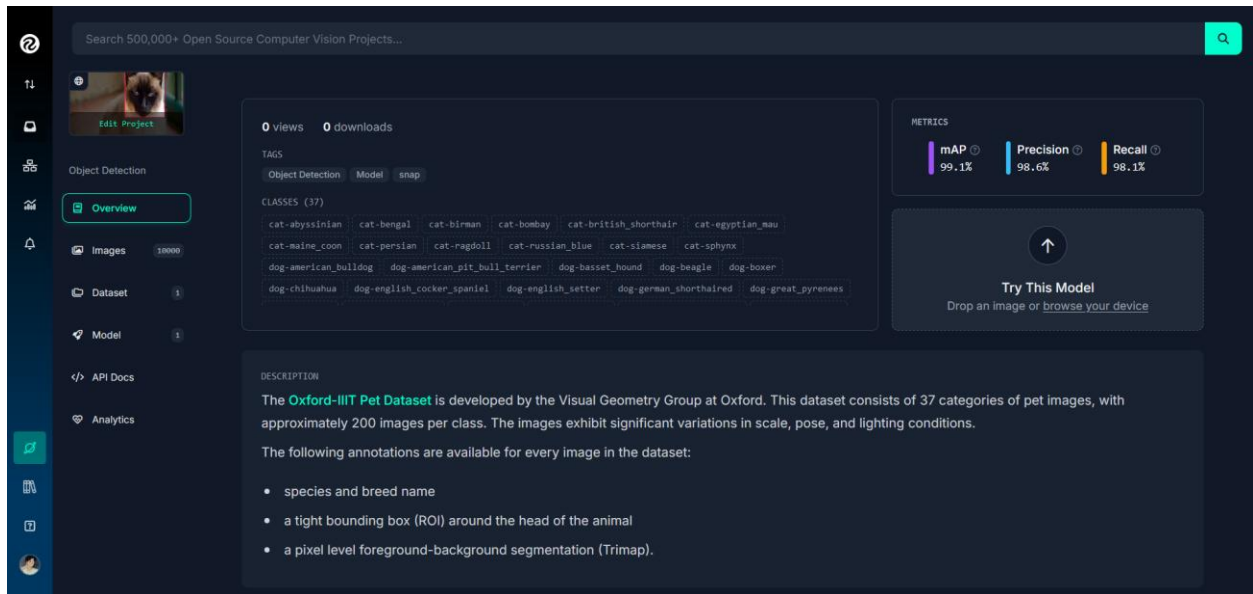 Search 500,000+ Open Source Computer Vision Projects...
Edit Project
Object Detection
Overview
Images 10000
Dataset 1
Model 1
API Docs
Analytics
0 views 0 downloads
TAGS
Object Detection Model snap
CLASSES (37)
cat-abyssinian cat-bengal cat-birman cat-bombay cat-british_shorthair cat-egyptian_mau
cat-maine_coon cat-persian cat-ragdoll cat-russian_blue cat-siamese cat-sphynx
dog-american_bulldog dog-american_pit_bull_terrier dog-basset_hound dog-beagle dog-boxer
dog-chihuahua dog-english_cocker_spaniel dog-english_setter dog-german_shorthaired dog-great_pyrenees
METRICS
mAP Precision Recall
99.1% 98.6% 98.1%
Try This Model
Drop an image or browse your device
DESCRIPTION
The Oxford-IIIT Pet Dataset is developed by the Visual Geometry Group at Oxford. This dataset consists of 37 categories of pet images, with
approximately 200 images per class. The images exhibit significant variations in scale, pose, and lighting conditions.
The following annotations are available for every image in the dataset:
• species and breed name
• a tight bounding box (ROI) around the head of the animal
• a pixel level foreground-background segmentation (Trimap).